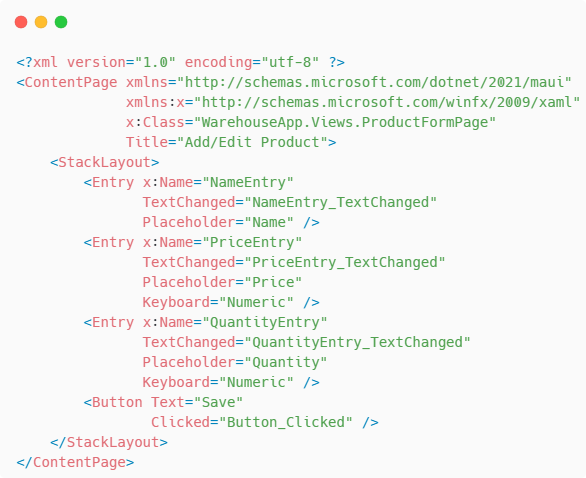 <?xml version="1.0" encoding="utf-8" ?>
<ContentPage xmlns="http://schemas.microsoft.com/dotnet/2021/maui"
             xmlns:x="http://schemas.microsoft.com/winfx/2009/xaml"
             x:Class="WarehouseApp.Views.ProductFormPage"
             Title="Add/Edit Product">
    <StackLayout>
        <Entry x:Name="NameEntry"
               TextChanged="NameEntry_TextChanged"
               Placeholder="Name" />
        <Entry x:Name="PriceEntry"
               TextChanged="PriceEntry_TextChanged"
               Placeholder="Price"
               Keyboard="Numeric" />
        <Entry x:Name="QuantityEntry"
               TextChanged="QuantityEntry_TextChanged"
               Placeholder="Quantity"
               Keyboard="Numeric" />
        <Button Text="Save"
                Clicked="Button_Clicked" />
    </StackLayout>
</ContentPage>